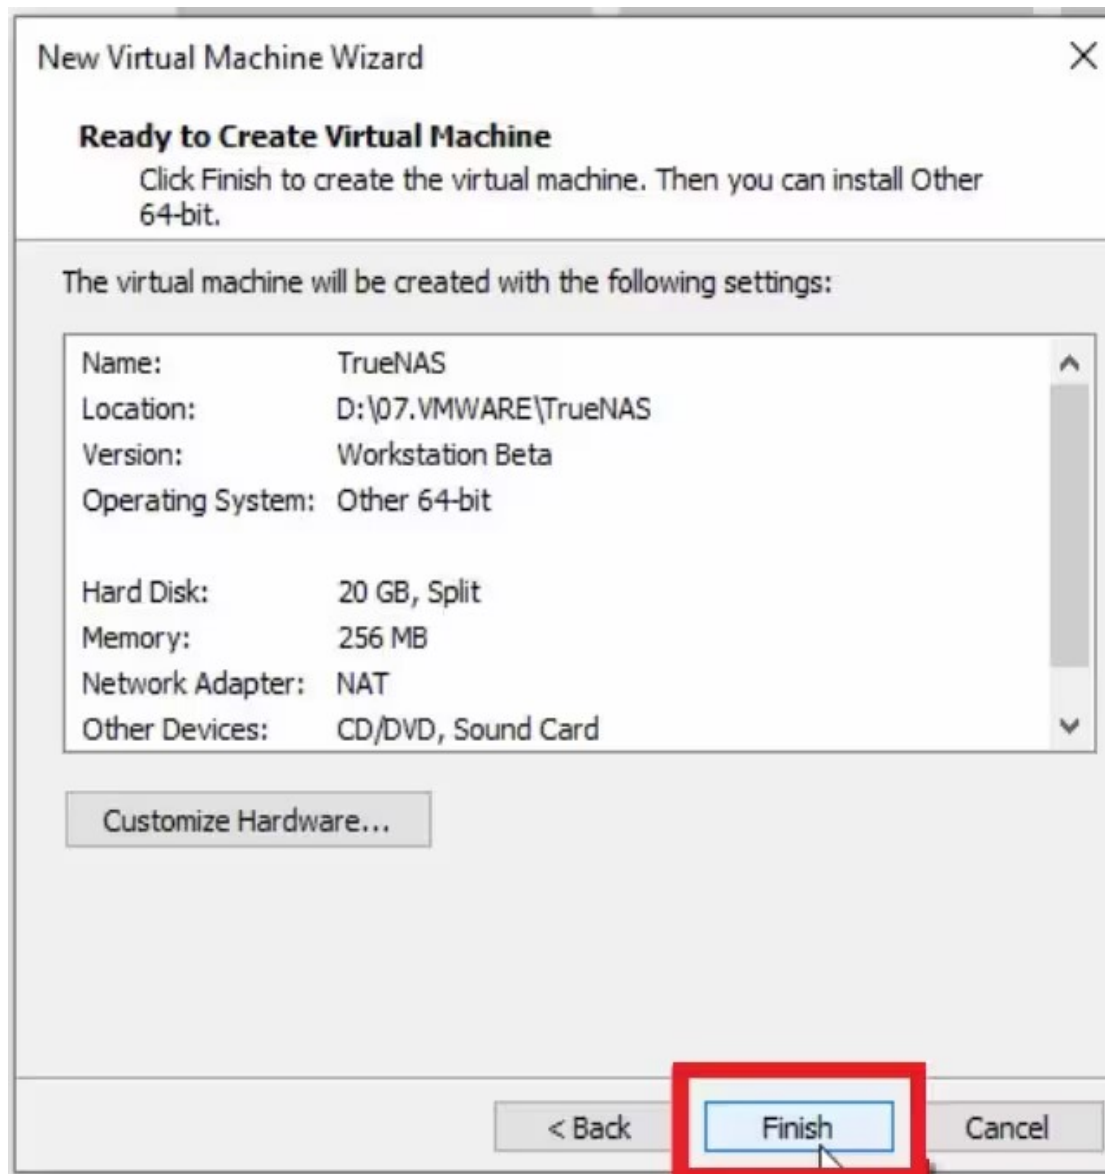 New Virtual Machine Wizard
Ready to Create Virtual Machine
Click Finish to create the virtual machine. Then you can install Other
64-bit.
The virtual machine will be created with the following settings:
Name: TrueNAS
Location: D:\07.VMWARE\TrueNAS
Version: Workstation Beta
Operating System: Other 64-bit
Hard Disk: 20 GB, Split
Memory: 256 MB
Network Adapter: NAT
Other Devices: CD/DVD, Sound Card
Customize Hardware...
< Back Finish Cancel